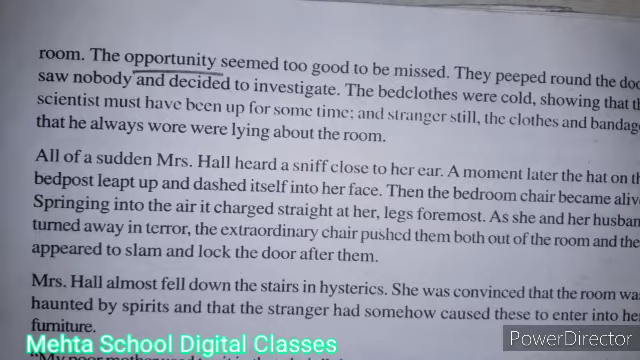 room. The opportunity seemed too good to be missed. They peeped round the doo
saw nobody and decided to investigate. The bedclothes were cold, showing that th
scientist must have been up for some time; and stranger still, the clothes and bandag
that he always wore were lying about the room.
All of a sudden Mrs. Hall heard a sniff close to her ear. A moment later the hat on th
bedpost leapt up and dashed itself into her face. Then the bedroom chair became aliv
Springing into the air it charged straight at her, legs foremost. As she and her husban
turned away in terror, the extraordinary chair pushed them both out of the room and the
appeared to slam and lock the door after them.
Mrs. Hall almost fell down the stairs in hysterics. She was convinced that the room wa
haunted by spirits and that the stranger had somehow caused these to enter into he
furniture.
Mehta School Digital Classes
PowerDirector